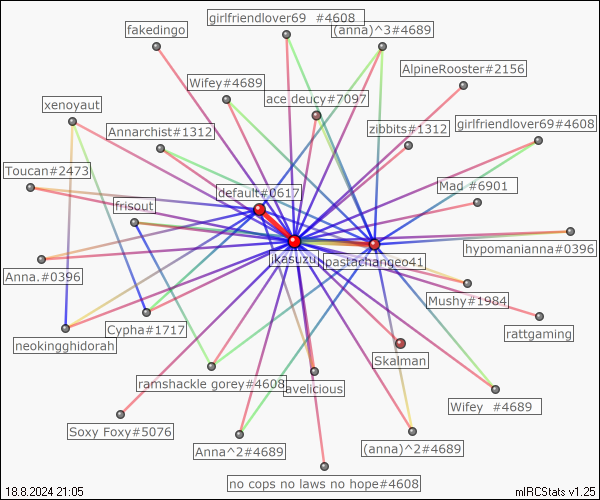 girlfriendlover69 #4608
fakedingo
(anna)^3#4689
AlpineRooster#2156
Wifey#4689
ace deucy#7097
xenoyaut
Annarchist#1312
zibbits#1312
girlfriendlover69#4608
Toucan#2473
default#0617
Mad #6901
frisout
ikasuzu
pastachange041
hypomanianna#0396
Anna.#0396
Mushy#1984
Cypha#1717
rattgaming
neokingghidorah
Skalman
ramshackle gorey#4608
avelicious
Wifey #4689
Soxy Foxy#5076
Anna^2#4689
(anna)^2#4689
no cops no laws no hope#4608
18.8.2024 21:05
mIRCStats v1.25